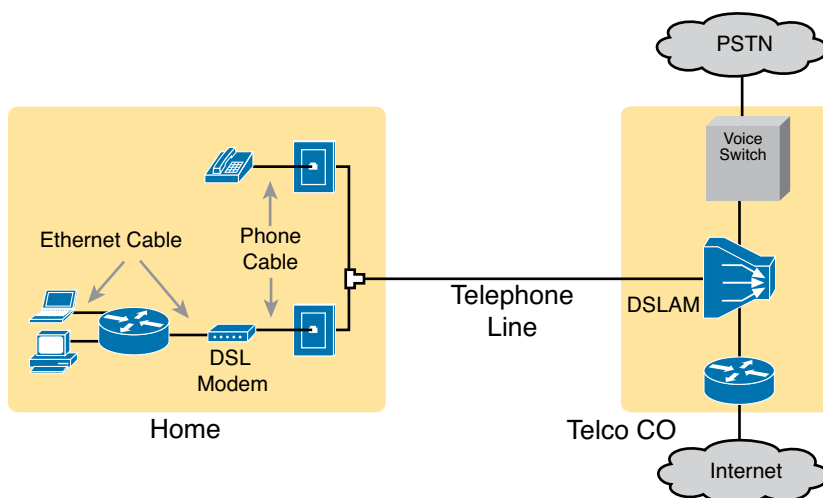 PSTN
Voice
Switch
Ethernet Cable
Phone
Cable
Telephone
Line
DSLAM
DSL
Modem
Home
Telco CO
Internet